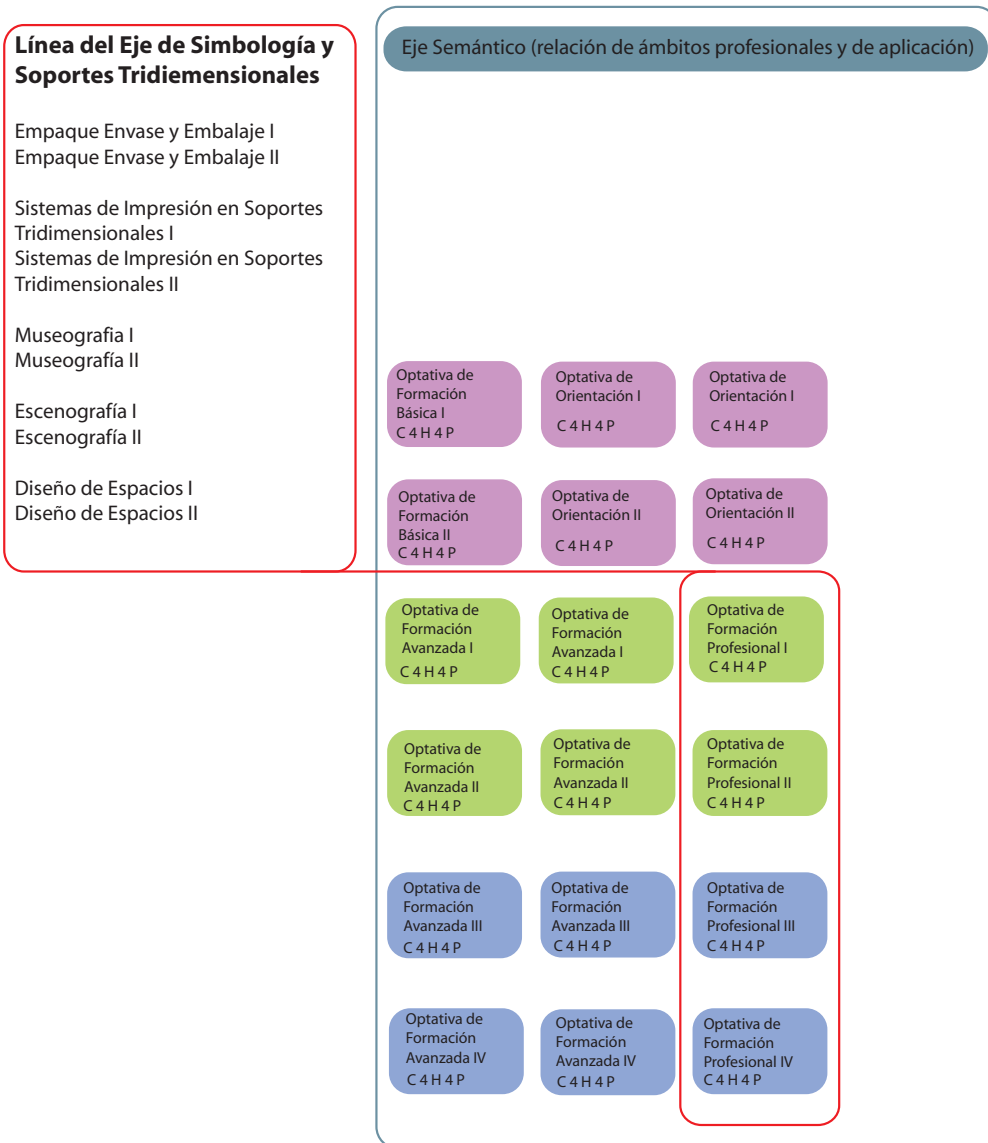 Línea del Eje de Simbología y
Soportes Tridiemensionales
Empaque Envase y Embalaje I
Empaque Envase y Embalaje II
Sistemas de Impresión en Soportes
Tridimensionales I
Sistemas de Impresión en Soportes
Tridimensionales II
Museografia I
Museografía II
Escenografía I
Escenografía II
Diseño de Espacios I
Diseño de Espacios II
Eje Semántico (relación de ámbitos profesionales y de aplicación)
Optativa de
Formación
Básica I
C 4 H 4 P
Optativa de
Orientación I
C 4 H 4 P
Optativa de
Orientación I
C 4 H 4 P
Optativa de
Formación
Básica II
C 4 H 4 P
Optativa de
Orientación II
C 4 H 4 P
Optativa de
Orientación II
C 4 H 4 P
Optativa de
Formación
Avanzada I
C 4 H 4 P
Optativa de
Formación
Avanzada I
C 4 H 4 P
Optativa de
Formación
Profesional I
C 4 H 4 P
Optativa de
Formación
Avanzada II
C 4 H 4 P
Optativa de
Formación
Avanzada II
C 4 H 4 P
Optativa de
Formación
Profesional II
C 4 H 4 P
Optativa de
Formación
Avanzada III
C 4 H 4 P
Optativa de
Formación
Avanzada III
C 4 H 4 P
Optativa de
Formación
Profesional III
C 4 H 4 P
Optativa de
Formación
Avanzada IV
C 4 H 4 P
Optativa de
Formación
Avanzada IV
C 4 H 4 P
Optativa de
Formación
Profesional IV
C 4 H 4 P